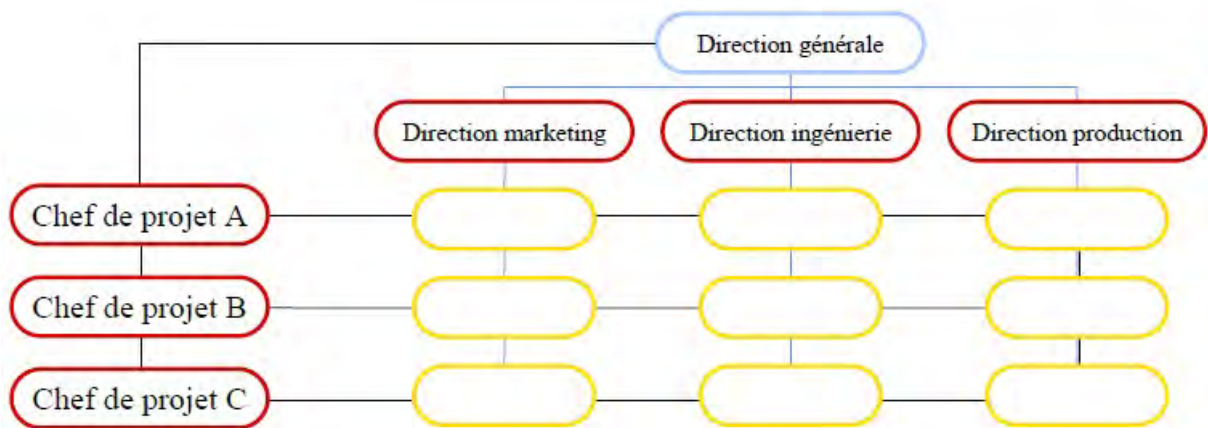 Direction générale
Direction marketing
Direction ingénierie
Direction production
Chef de projet A
Chef de projet B
Chef de projet C